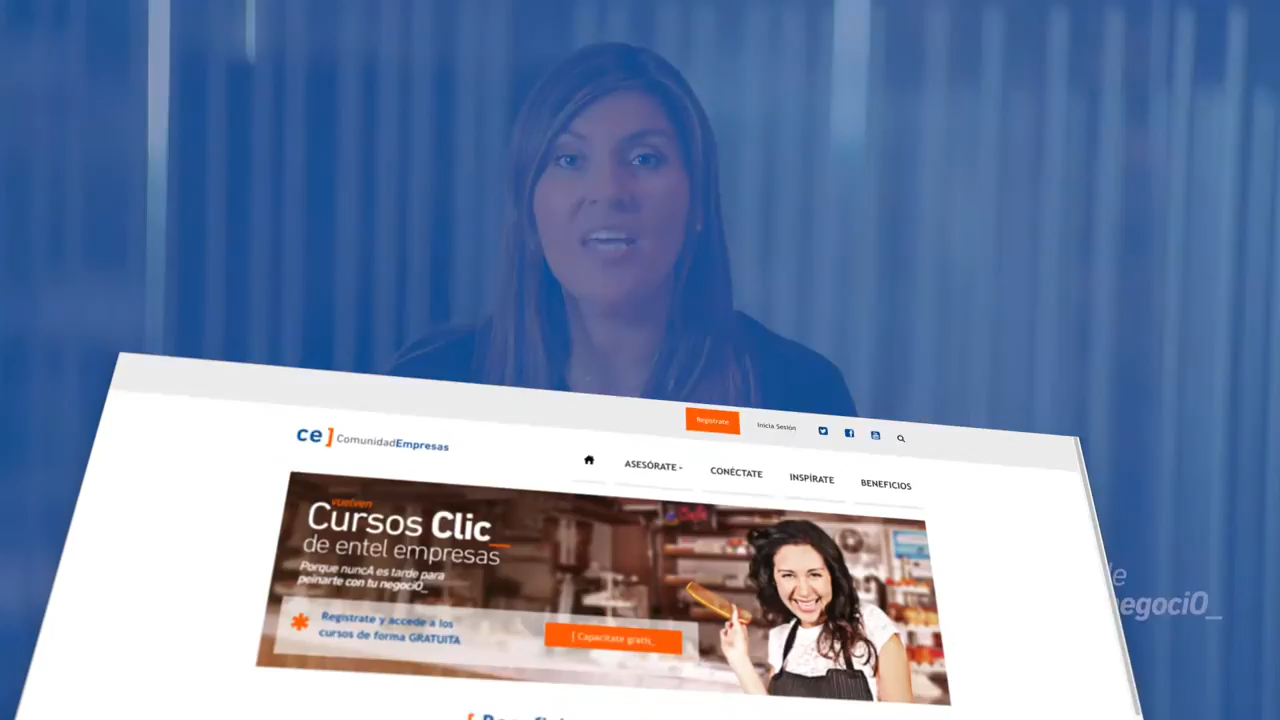 Regístrate
Inicia Sesión
ce] ComunidadEmpresas
ASESÓRATE
CONÉCTATE
INSPÍRATE
BENEFICIOS
vuelven
Cursos Clic_
de entel empresas
Porque nuncA es tarde para
peinarte con tu negociO_
* Regístrate y accede a los
cursos de forma GRATUITA
[ Capacítate gratis_
de
negociO_